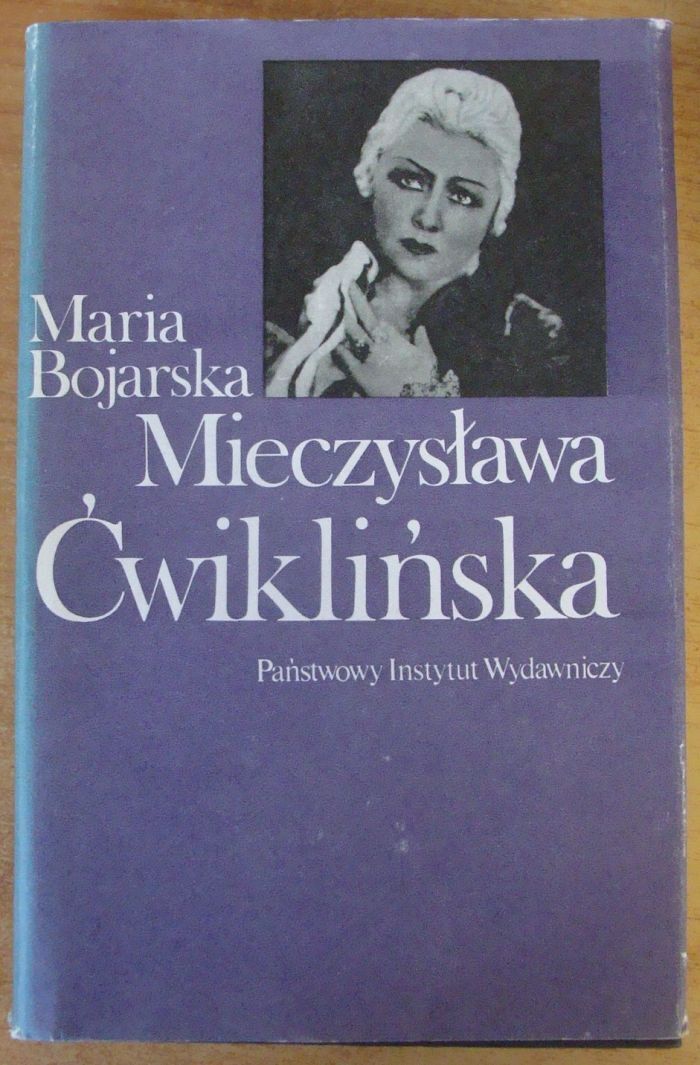 Maria
Bojarska
Mieczysława
Ćwiklińska
Państwowy Instytut Wydawniczy